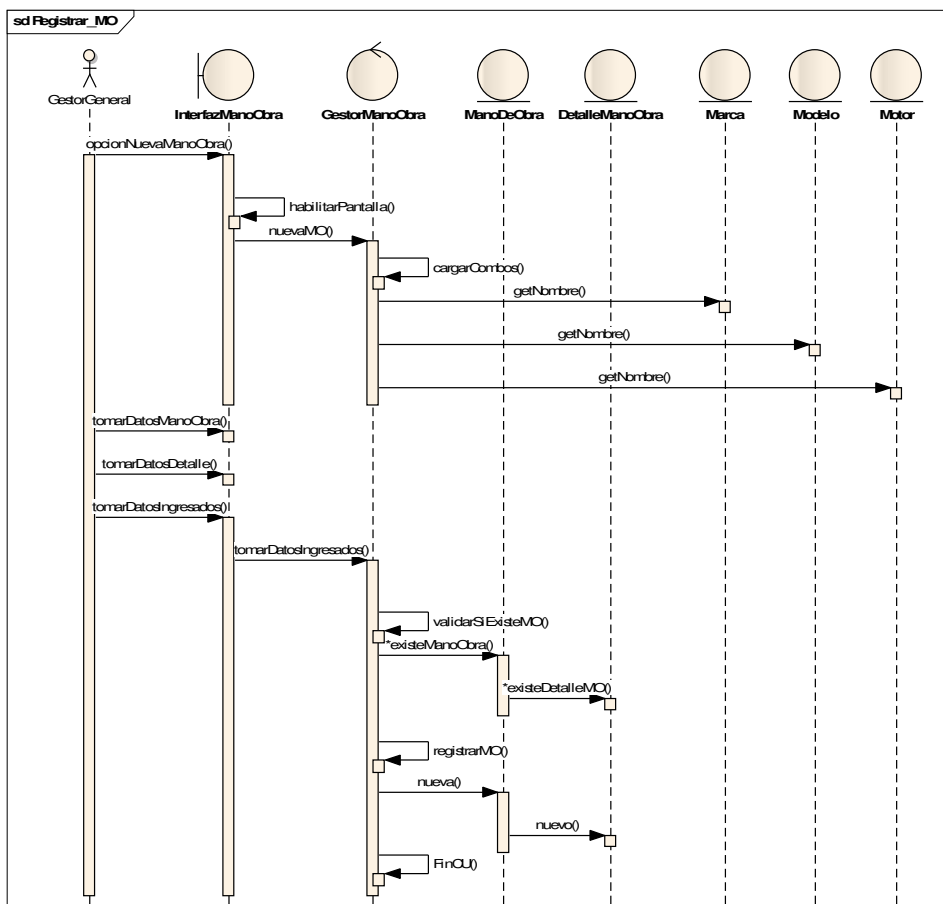 sd Registrar_MO
GestorGeneral
InterfazManoObra
GestorManoObra
ManoDeObra
DetalleManoObra
Marca
Modelo
Motor
opcionNuevaManoObra()
habilitarPantalla()
nuevaMO()
cargarCombos()
getNombre()
getNombre()
getNombre()
tomarDatosManoObra()
tomarDatosDetalle()
tomarDatosIngresados()
tomarDatosIngresados()
validarSiExisteMO()
*existeManoObra()
*existeDetalleMO()
registrarMO()
nueva()
nuevo()
FinCU()